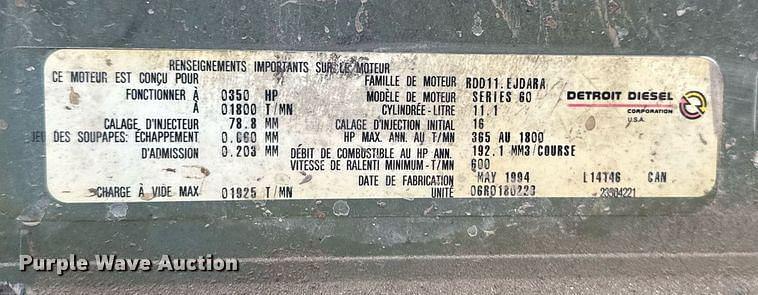 RENSEIGNEMENTS IMPORTANTS SUR LE MOTEUR
CE MOTEUR EST CONÇU POUR FAMILLE DE MOTEUR RDD11.EJDARA
FONCTIONNER À 0350 HP MODÈLE DE MOTEUR SERIES 60
À 01800 T/MN CYLINDRÉE-LITRE 11.1
CALAGE D'INJECTEUR 78.8 MM CALAGE D'INJECTION INITIAL 16
JEU DES SOUPAPES: ÉCHAPPEMENT 0.660 MM HP MAX ANN. AU T/MN 365 AU 1800
D'ADMISSION 0.203 MM DÉBIT DE COMBUSTIBLE AU HP ANN. 192.1 MM3/COURSE
VITESSE DE RALENTI MINIMUM - T/MN 600
DATE DE FABRICATION MAY 1994 L14T46 CAN
CHARGE À VIDE MAX 01925 T/MN UNITÉ 06R0180223 23504221
DETROIT DIESEL
CORPORATION
U.S.A.
Purple Wave Auction